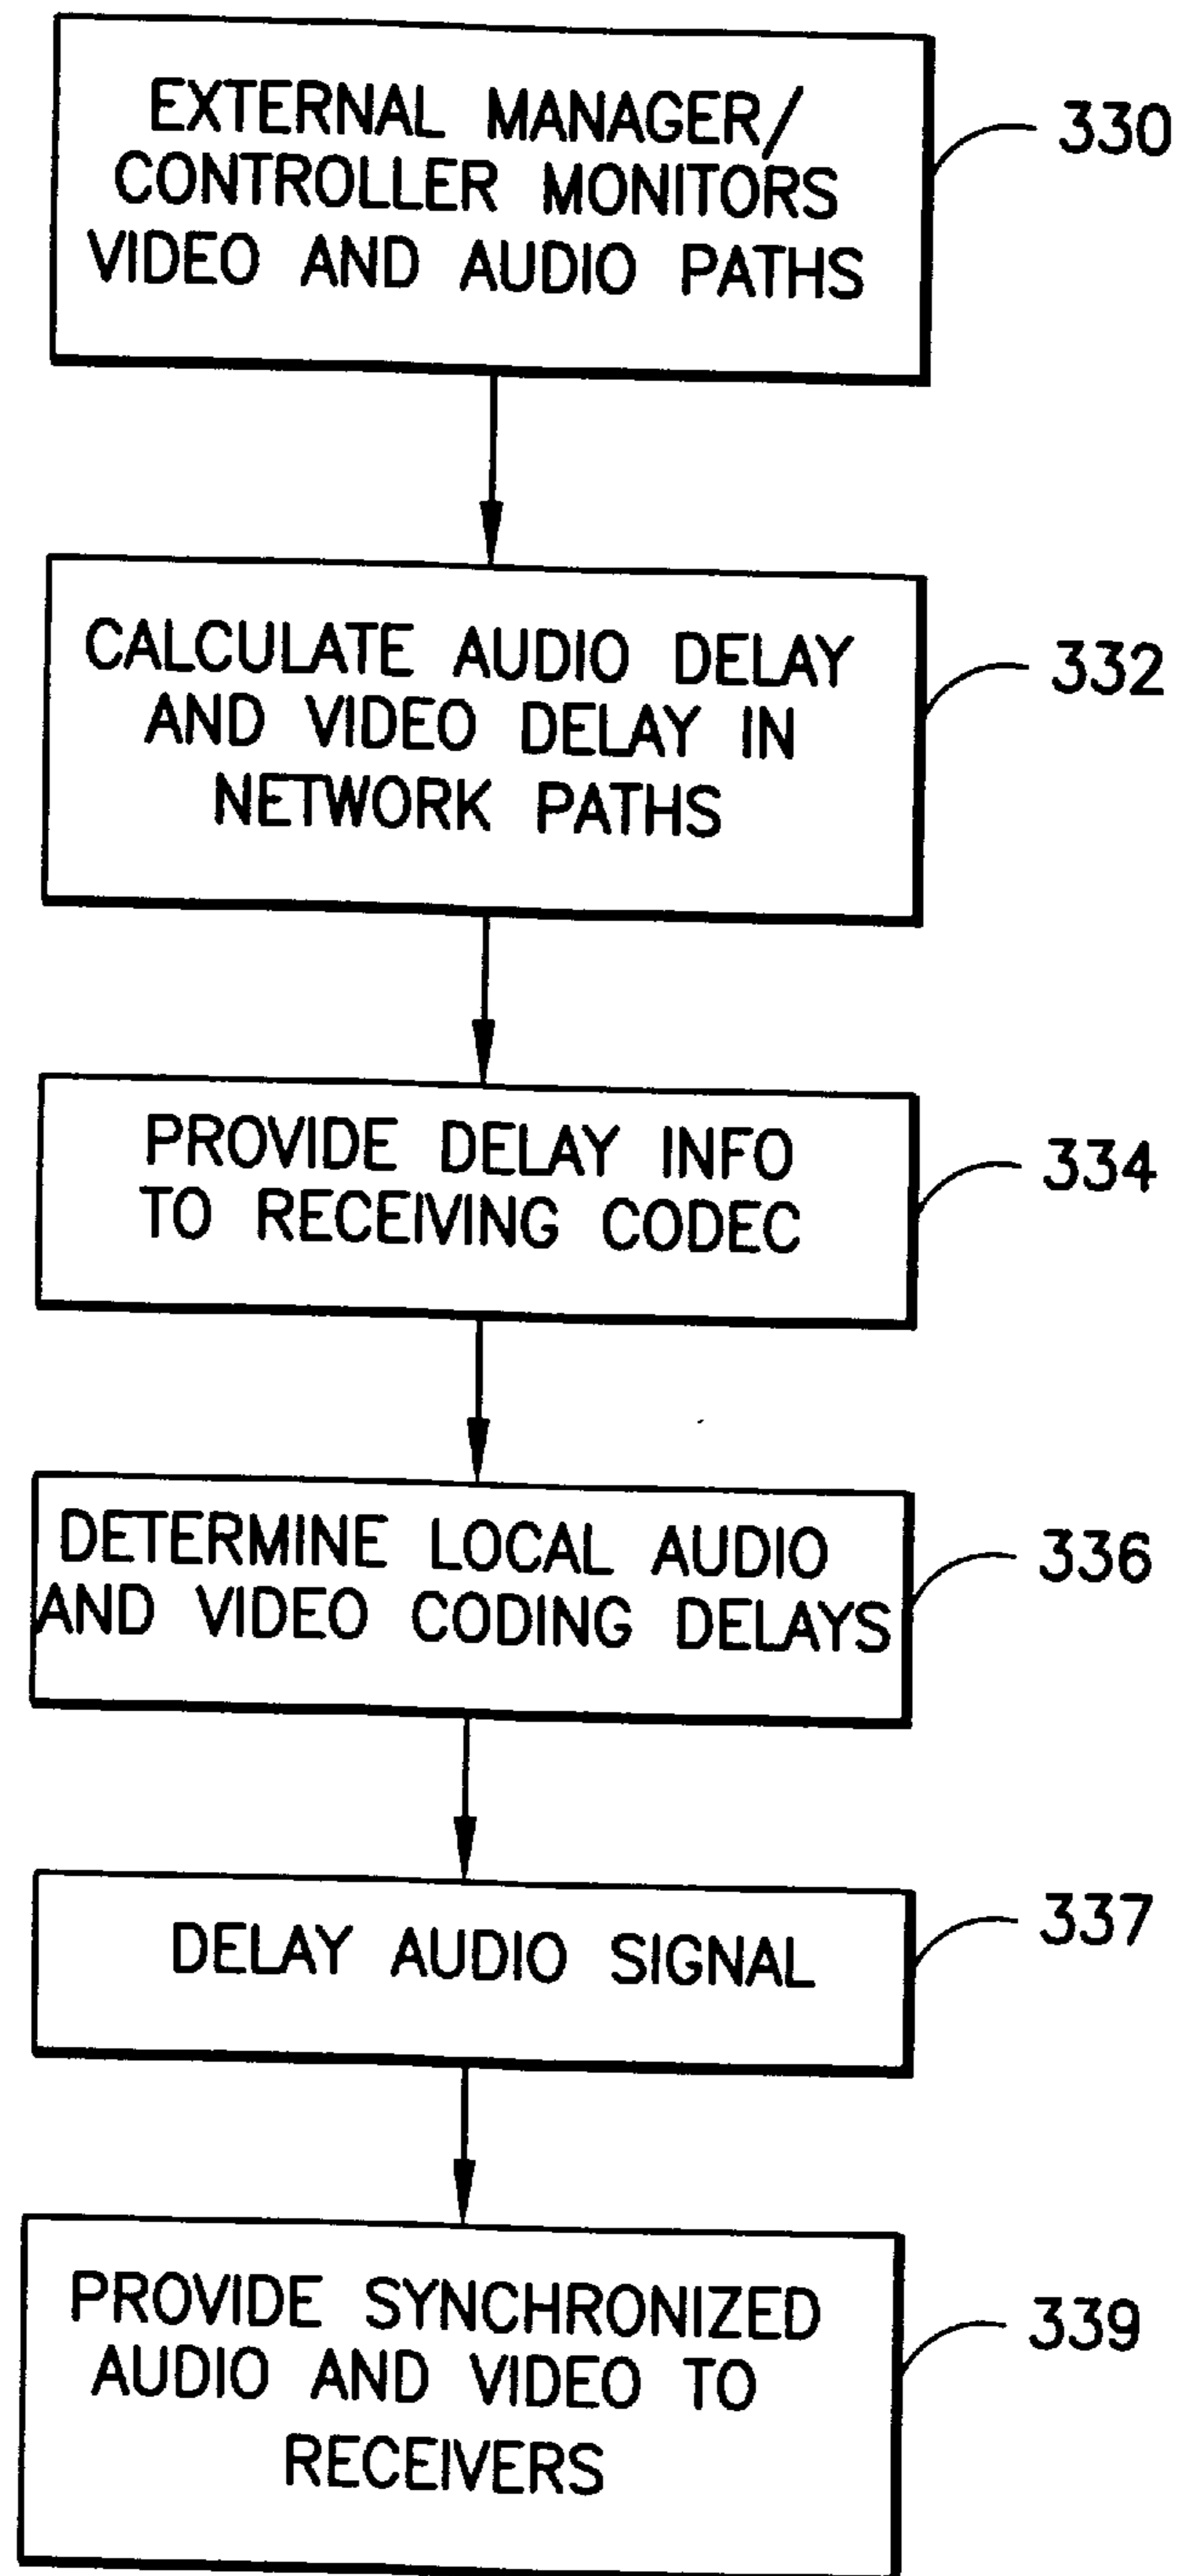 EXTERNAL MANAGER/
CONTROLLER MONITORS
VIDEO AND AUDIO PATHS
330
CALCULATE AUDIO DELAY
AND VIDEO DELAY IN
NETWORK PATHS
332
PROVIDE DELAY INFO
TO RECEIVING CODEC
334
DETERMINE LOCAL AUDIO
AND VIDEO CODING DELAYS
336
DELAY AUDIO SIGNAL
337
PROVIDE SYNCHRONIZED
AUDIO AND VIDEO TO
RECEIVERS
339